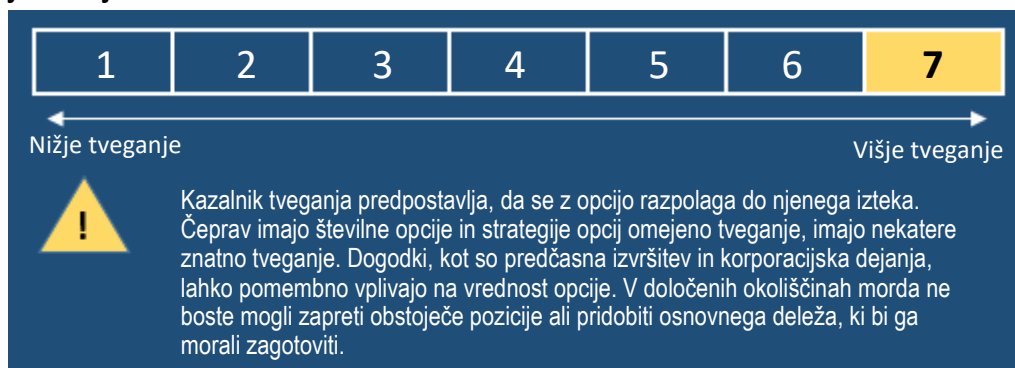 1 2 3 4 5 6 7
Nižje tveganje Višje tveganje
!
Kazalnik tveganja predpostavlja, da se z opcijo razpolaga do njenega izteka.
Čeprav imajo številne opcije in strategije opcij omejeno tveganje, imajo nekatere
znatno tveganje. Dogodki, kot so predčasna izvršitev in korporacijska dejanja,
lahko pomembno vplivajo na vrednost opcije. V določenih okoliščinah morda ne
boste mogli zapreti obstoječe pozicije ali pridobiti osnovnega deleža, ki bi ga
morali zagotoviti.